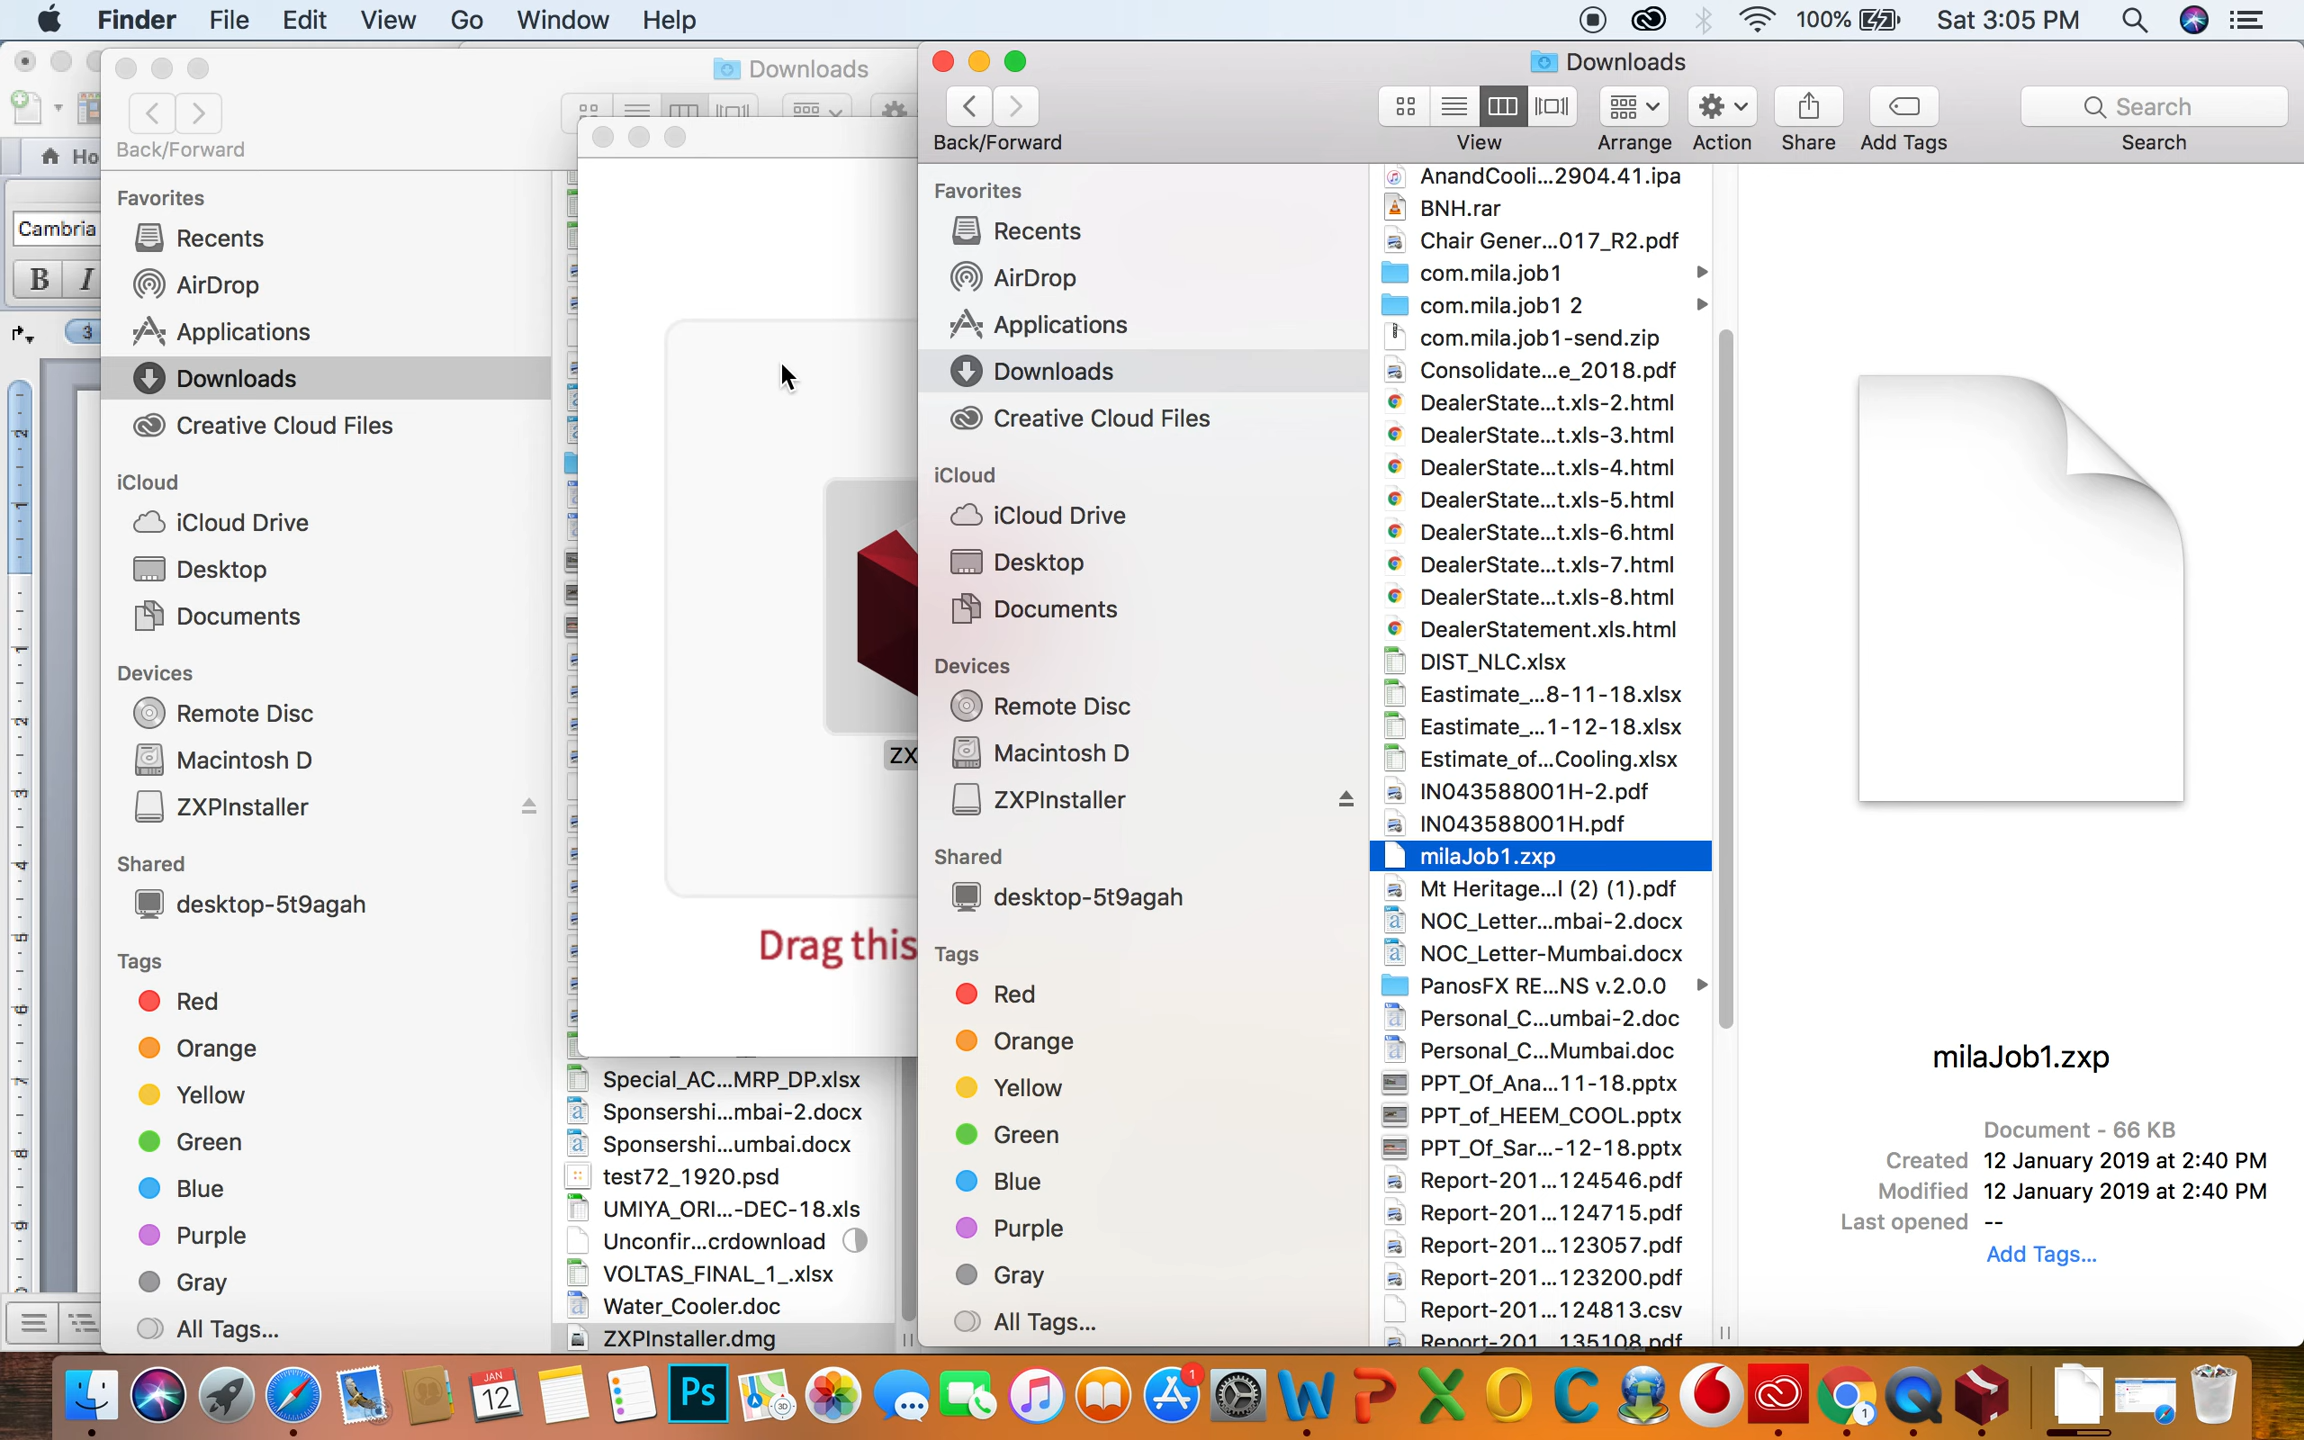 Finder File Edit View Go Window Help 100% Sat 3:05 PM
Downloads
Back/Forward
Ho
Cambria
B I
3
Favorites
Recents
AirDrop
Applications
Downloads
Creative Cloud Files
iCloud
iCloud Drive
Desktop
Documents
Devices
Remote Disc
Macintosh D
ZXPInstaller
Shared
desktop-5t9agah
Tags
Red
Orange
Yellow
Green
Blue
Purple
Gray
All Tags...
ZX
Drag this
Special_AC...MRP_DP.xlsx
Sponsershi...mbai-2.docx
Sponsershi...umbai.docx
test72_1920.psd
UMIYA_ORI...-DEC-18.xls
Unconfir...crdownload
VOLTAS_FINAL_1_.xlsx
Water_Cooler.doc
ZXPInstaller.dmg
Downloads
Search
Back/Forward View Arrange Action Share Add Tags Search
Favorites
Recents
AirDrop
Applications
Downloads
Creative Cloud Files
iCloud
iCloud Drive
Desktop
Documents
Devices
Remote Disc
Macintosh D
ZXPInstaller
Shared
desktop-5t9agah
Tags
Red
Orange
Yellow
Green
Blue
Purple
Gray
All Tags...
AnandCooli...2904.41.ipa
BNH.rar
Chair Gener...017_R2.pdf
com.mila.job1
com.mila.job1 2
com.mila.job1-send.zip
Consolidate...e_2018.pdf
DealerState...t.xls-2.html
DealerState...t.xls-3.html
DealerState...t.xls-4.html
DealerState...t.xls-5.html
DealerState...t.xls-6.html
DealerState...t.xls-7.html
DealerState...t.xls-8.html
DealerStatement.xls.html
DIST_NLC.xlsx
Eastimate_...8-11-18.xlsx
Eastimate_...1-12-18.xlsx
Estimate_of...Cooling.xlsx
IN043588001H-2.pdf
IN043588001H.pdf
milaJob1.zxp
Mt Heritage...l (2) (1).pdf
NOC_Letter...mbai-2.docx
NOC_Letter-Mumbai.docx
PanosFX RE...NS v.2.0.0
Personal_C...umbai-2.doc
Personal_C...Mumbai.doc
PPT_Of_Ana...11-18.pptx
PPT_of_HEEM_COOL.pptx
PPT_Of_Sar...-12-18.pptx
Report-201...124546.pdf
Report-201...124715.pdf
Report-201...123057.pdf
Report-201...123200.pdf
Report-201...124813.csv
Report-201...135108.pdf
milaJob1.zxp
Document - 66 KB
Created 12 January 2019 at 2:40 PM
Modified 12 January 2019 at 2:40 PM
Last opened --
Add Tags...
JAN
12
Ps
3D
1
W P X O C
1